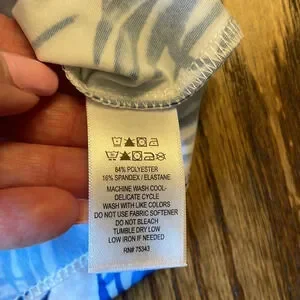 84% POLYESTER
16% SPANDEX / ELASTANE
MACHINE WASH COOL-
DELICATE CYCLE
WASH WITH LIKE COLORS
DO NOT USE FABRIC SOFTENER
DO NOT BLEACH
TUMBLE DRY LOW
LOW IRON IF NEEDED
RN# 75343